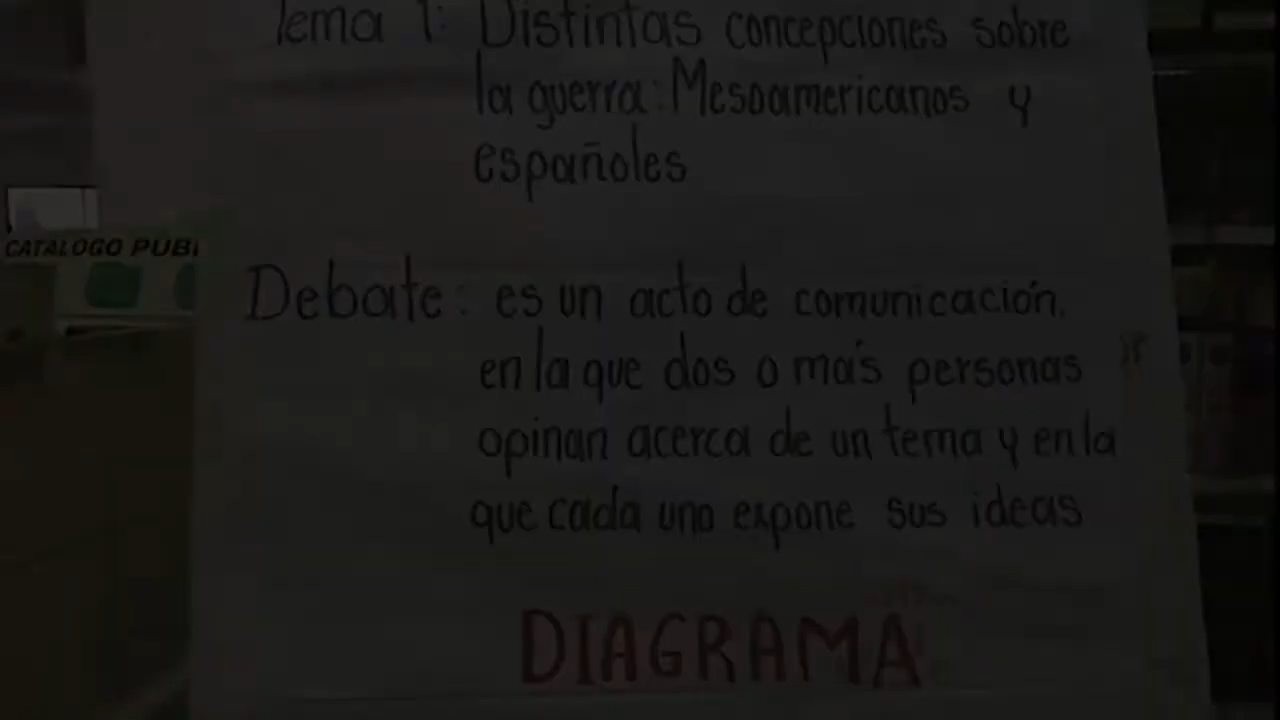 Tema 1: Distintas concepciones sobre
la guerra: Mesoamericanos y
españoles
CATALOGO PUBL
Debate: es un acto de comunicación,
en la que dos o más personas
opinan acerca de un tema y en la
que cada uno expone sus ideas
DIAGRAMA